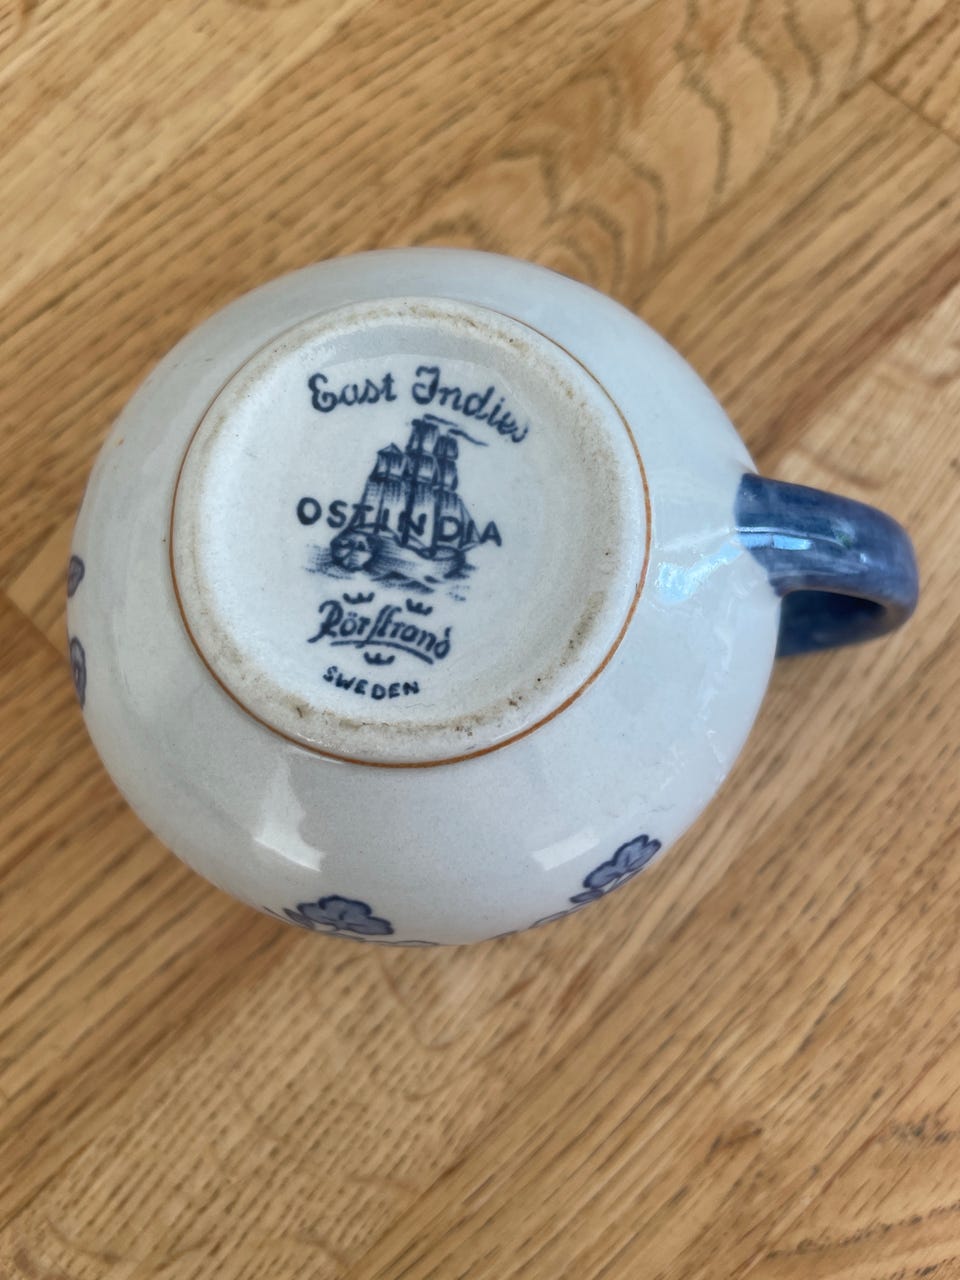 East Indies
OSTINDIA
Rörstrand
SWEDEN